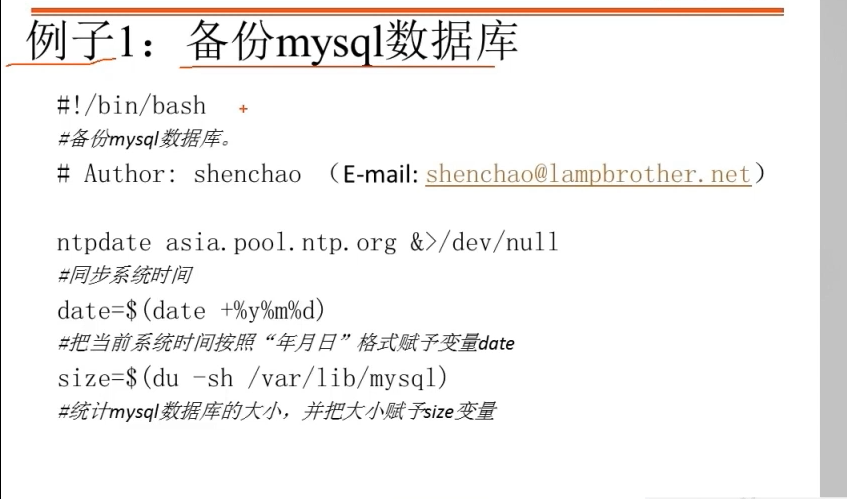 例子1：备份mysql数据库
#!/bin/bash
#备份mysql数据库。
# Author: shenchao （E-mail: shenchao@lampbrother.net）
ntpdate asia.pool.ntp.org &>/dev/null
#同步系统时间
date=$(date +%y%m%d)
#把当前系统时间按照“年月日”格式赋予变量date
size=$(du -sh /var/lib/mysql)
#统计mysql数据库的大小，并把大小赋予size变量